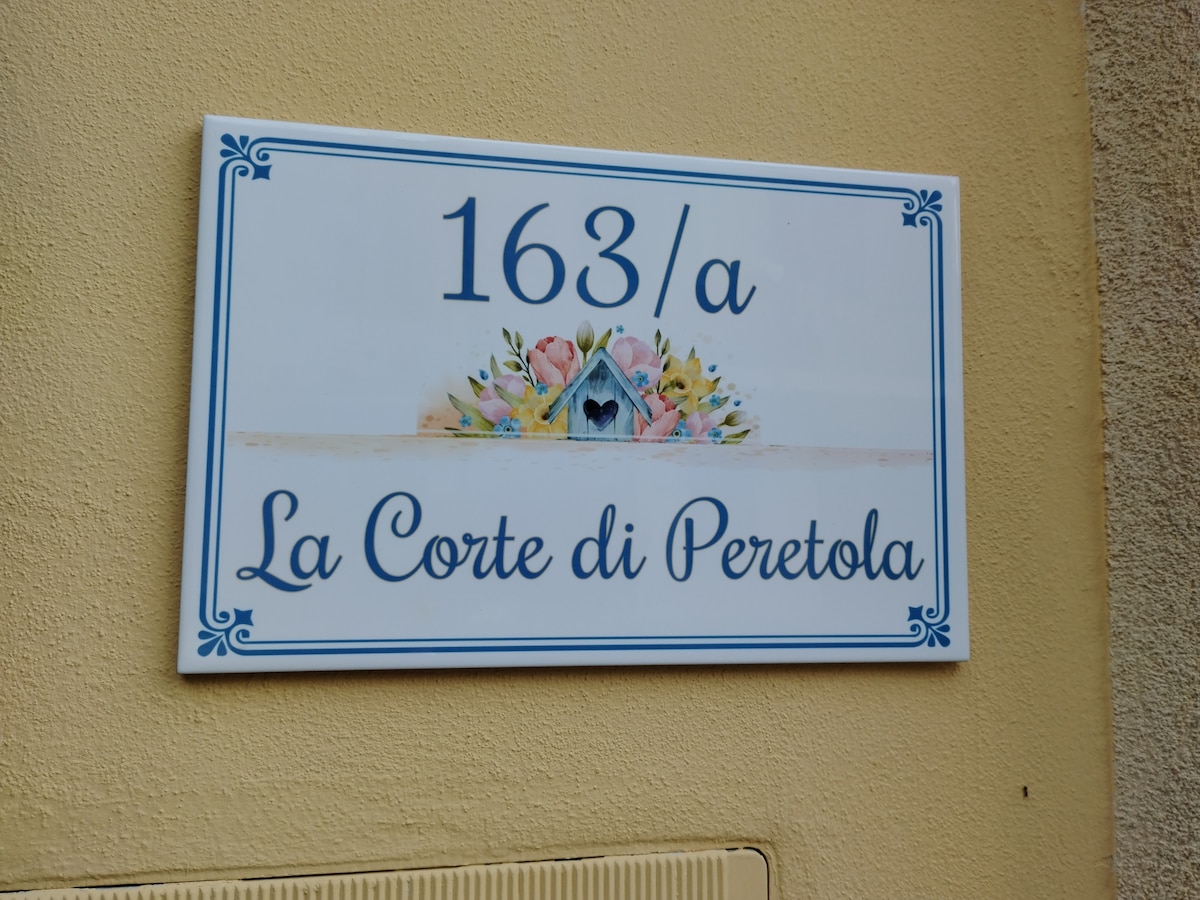 163/a
La Corte di Peretola